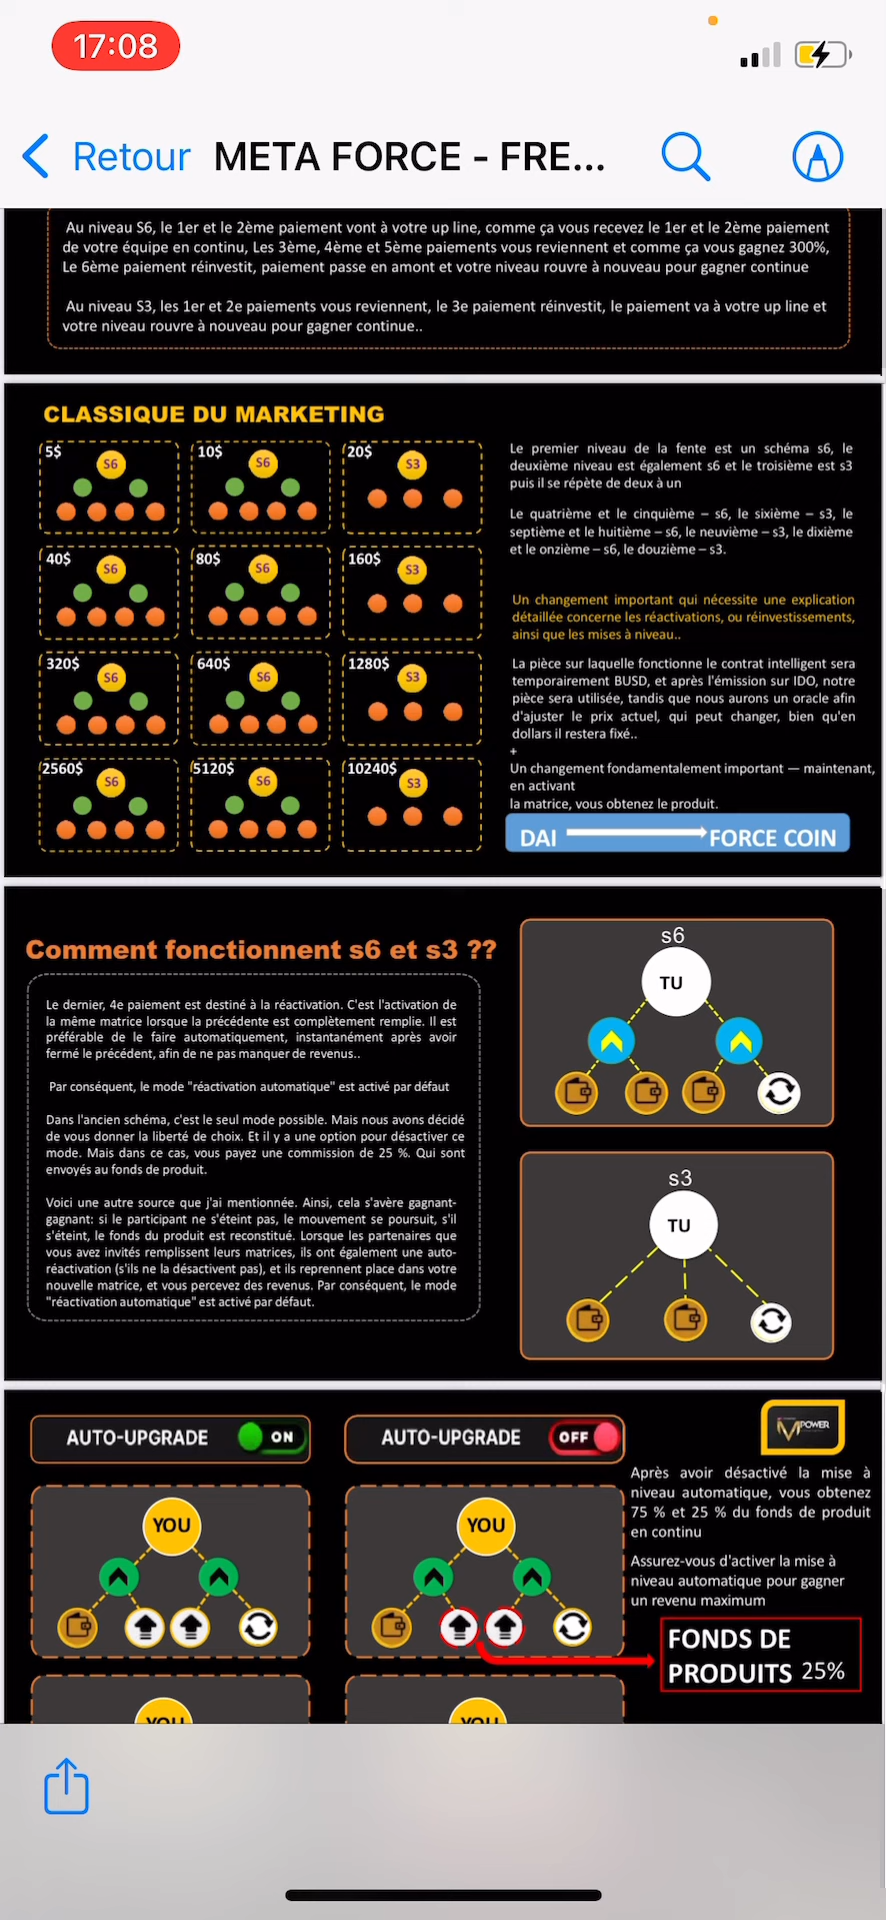 17:08
Retour META FORCE - FRE...
Au niveau S6, le 1er et le 2ème paiement vont à votre up line, comme ça vous recevez le 1er et le 2ème paiement
de votre équipe en continu, Les 3ème, 4ème et 5ème paiements vous reviennent et comme ça vous gagnez 300%,
Le 6ème paiement réinvestit, paiement passe en amont et votre niveau rouvre à nouveau pour gagner continue
Au niveau S3, les 1er et 2e paiements vous reviennent, le 3e paiement réinvestit, le paiement va à votre up line et
votre niveau rouvre à nouveau pour gagner continue..
CLASSIQUE DU MARKETING
5$ S6
10$ S6
20$ S3
40$ S6
80$ S6
160$ S3
320$ S6
640$ S6
1280$ S3
2560$ S6
5120$ S6
10240$ S3
Le premier niveau de la fente est un schéma s6, le
deuxième niveau est également s6 et le troisième est s3
puis il se répète de deux à un
Le quatrième et le cinquième – s6, le sixième – s3, le
septième et le huitième – s6, le neuvième – s3, le dixième
et le onzième – s6, le douzième – s3.
Un changement important qui nécessite une explication
détaillée concerne les réactivations, ou réinvestissements,
ainsi que les mises à niveau..
La pièce sur laquelle fonctionne le contrat intelligent sera
temporairement BUSD, et après l'émission sur IDO, notre
pièce sera utilisée, tandis que nous aurons un oracle afin
d'ajuster le prix actuel, qui peut changer, bien qu'en
dollars il restera fixé..
+
Un changement fondamentalement important — maintenant,
en activant
la matrice, vous obtenez le produit.
DAI FORCE COIN
Comment fonctionnent s6 et s3 ??
Le dernier, 4e paiement est destiné à la réactivation. C'est l'activation de
la même matrice lorsque la précédente est complètement remplie. Il est
préférable de le faire automatiquement, instantanément après avoir
fermé le précédent, afin de ne pas manquer de revenus..
Par conséquent, le mode "réactivation automatique" est activé par défaut
Dans l'ancien schéma, c'est le seul mode possible. Mais nous avons décidé
de vous donner la liberté de choix. Et il y a une option pour désactiver ce
mode. Mais dans ce cas, vous payez une commission de 25 %. Qui sont
envoyés au fonds de produit.
Voici une autre source que j'ai mentionnée. Ainsi, cela s'avère gagnant-
gagnant: si le participant ne s'éteint pas, le mouvement se poursuit, s'il
s'éteint, le fonds du produit est reconstitué. Lorsque les partenaires que
vous avez invités remplissent leurs matrices, ils ont également une auto-
réactivation (s'ils ne la désactivent pas), et ils reprennent place dans votre
nouvelle matrice, et vous percevez des revenus. Par conséquent, le mode
"réactivation automatique" est activé par défaut.
s6
TU
s3
TU
AUTO-UPGRADE ON
AUTO-UPGRADE OFF
POWER
YOU
YOU
Après avoir désactivé la mise à
niveau automatique, vous obtenez
75 % et 25 % du fonds de produit
en continu
Assurez-vous d'activer la mise à
niveau automatique pour gagner
un revenu maximum
FONDS DE
PRODUITS 25%
YOU
YOU